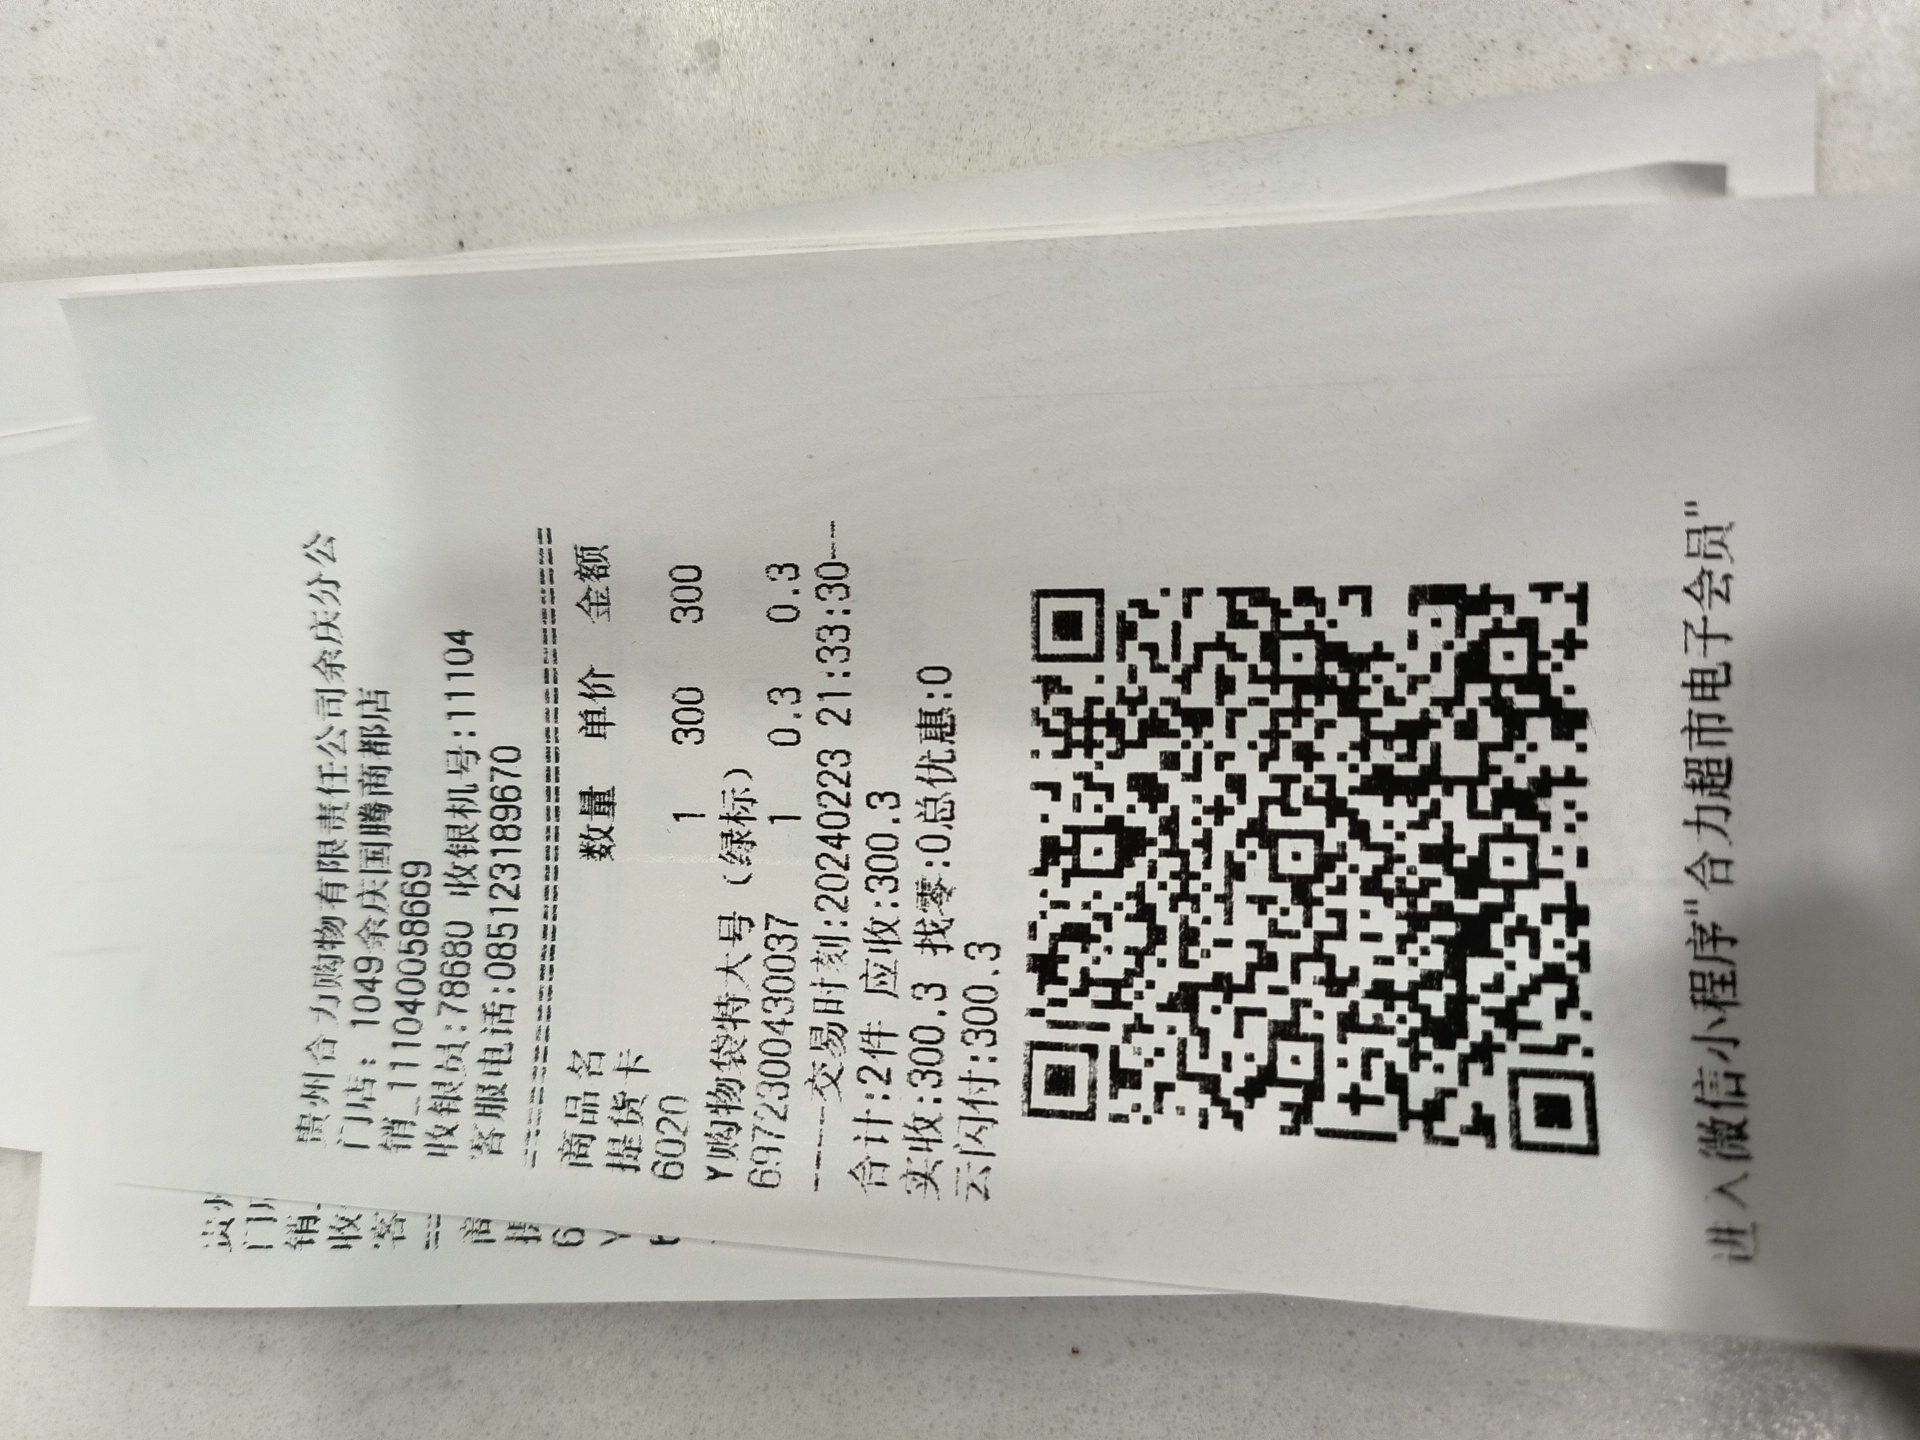 贵州合力购物有限责任公司余庆分公
门店: 1049余庆国腾商都店
销_1110400586​69
收银员:78680 收银机号:11104
客服电话:085123189670
商品名 数量 单价 金额
提货卡
6020 1 300 300
Y购物袋特大号（绿标）
6972300430037 1 0.3 0.3
-----交易时刻:20240223 21:33:30---
合计:2件 应收:300.3
实收:300.3 找零:0总优惠:0
云闪付:300.3
进入微信小程序"合力超市电子会员"